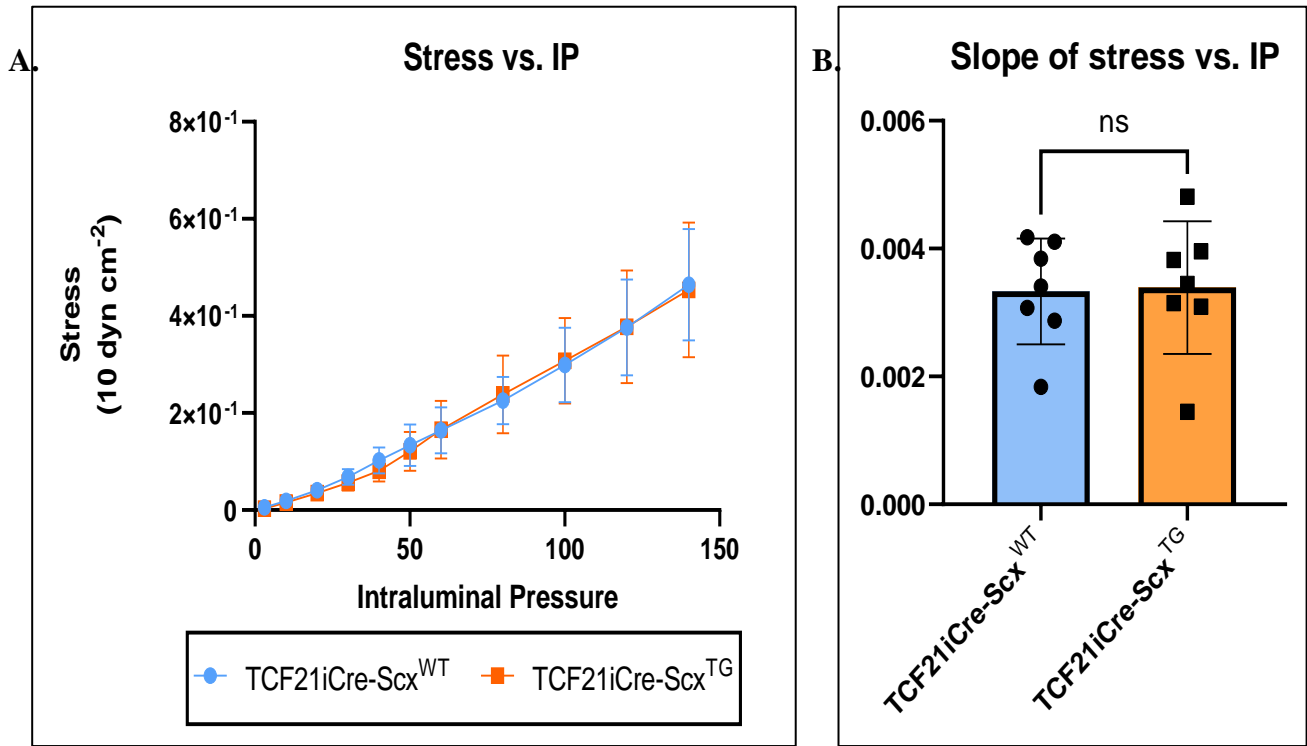 A.
Stress vs. IP
8×10⁻¹
6×10⁻¹
4×10⁻¹
2×10⁻¹
0
Stress
(10 dyn cm⁻²)
0 50 100 150
Intraluminal Pressure
TCF21iCre-Scx^WT TCF21iCre-Scx^TG
B.
Slope of stress vs. IP
0.006
0.004
0.002
0.000
ns
TCF21iCre-Scx^WT
TCF21iCre-Scx^TG